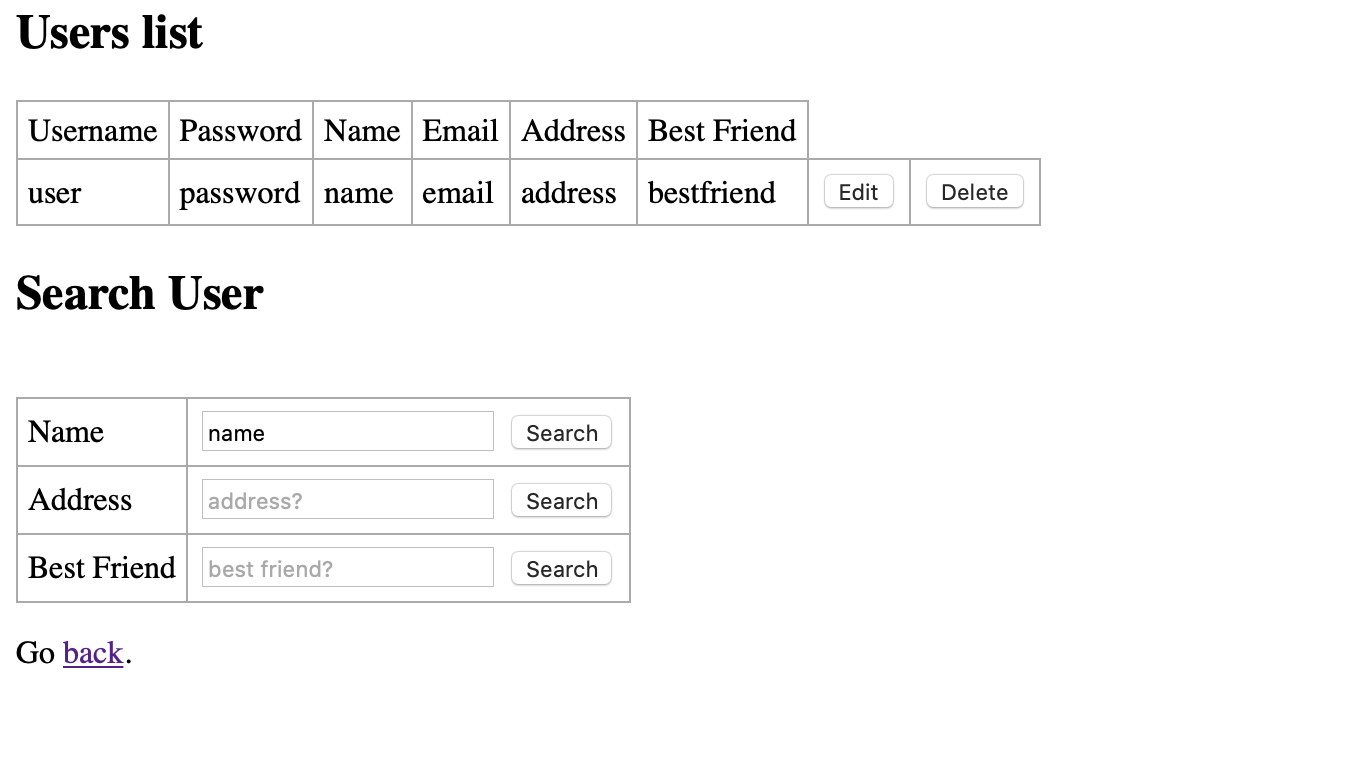 Users list
Username Password Name Email Address Best Friend
user password name email address bestfriend Edit Delete
Search User
Name name Search
Address address? Search
Best Friend best friend? Search
Go back.